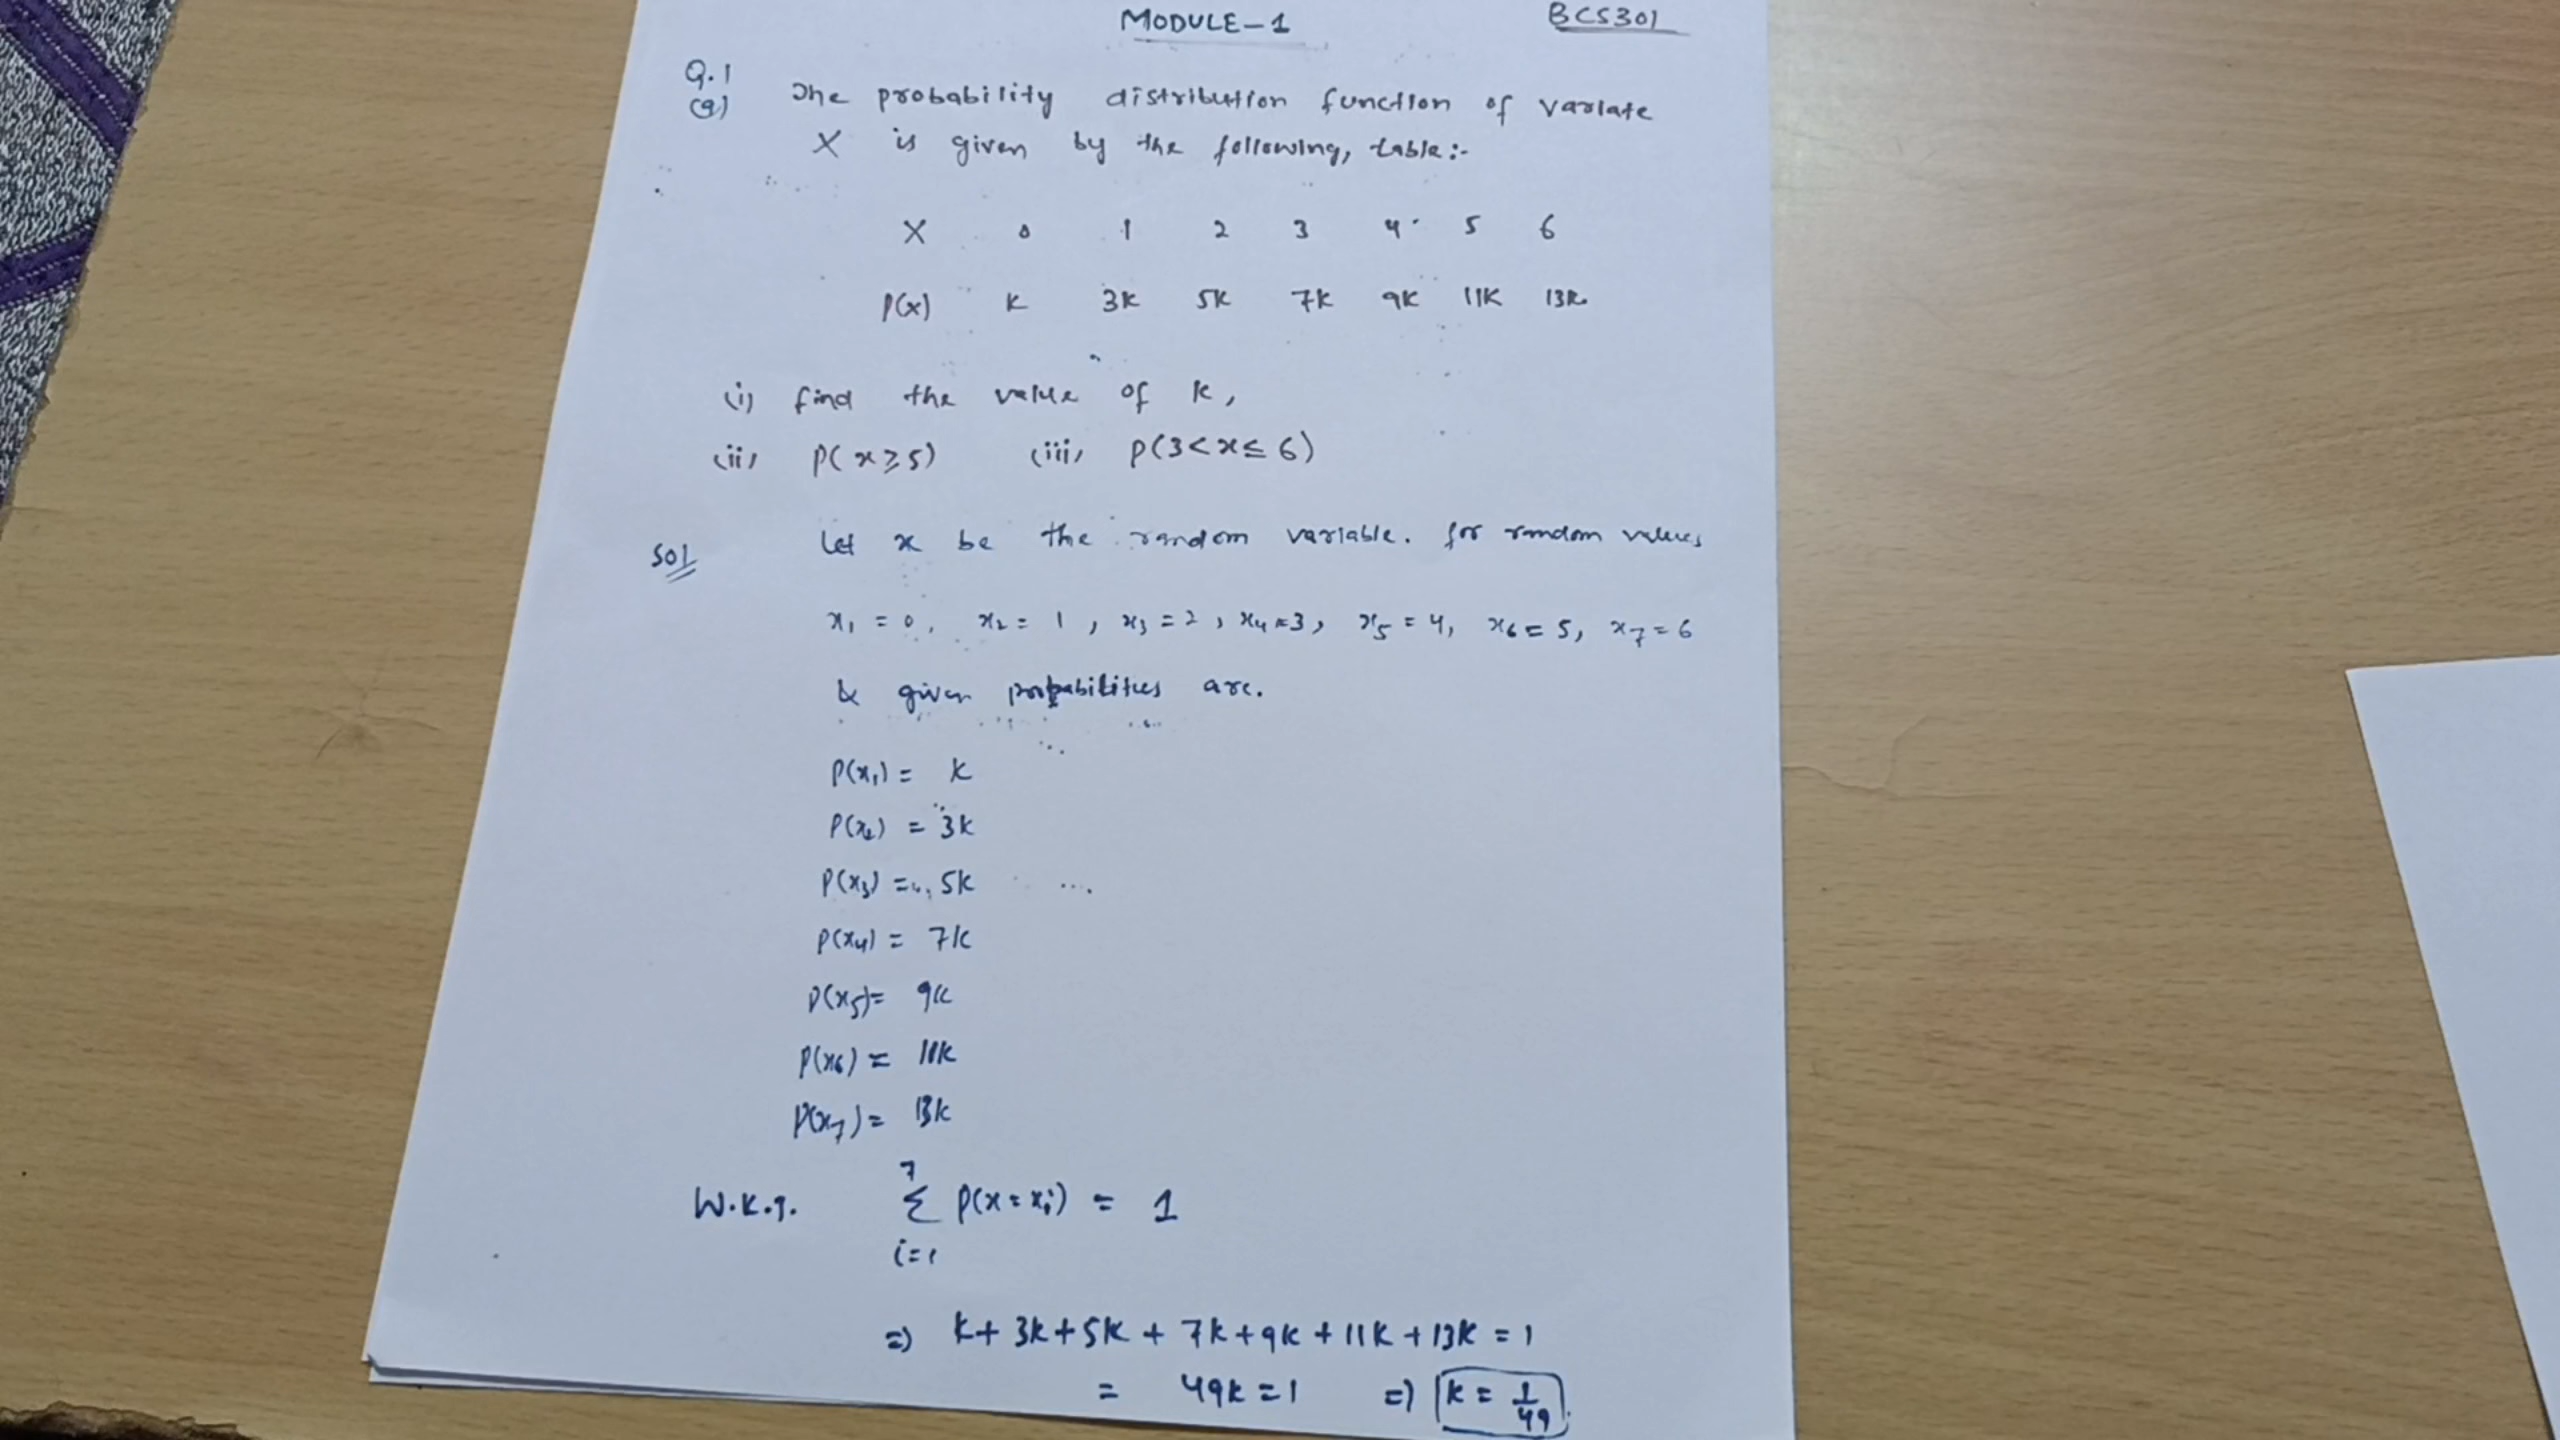 MODULE-1 BCS301
Q.1
(a) The probability distribution function of variate
X is given by the following, table:-
X 0 1 2 3 4 5 6
P(x) K 3K 5K 7K 9K 11K 13K.
(i) find the value of k,
(ii) P(x≥5) (iii) P(3<x≤6)
Sol Let x be the random variable. for random values
x₁ = 0, x₂ = 1, x₃ = 2, x₄ = 3, x₅ = 4, x₆ = 5, x₇ = 6
& given probabilities are.
P(x₁) = K
P(x₂) = 3k
P(x₃) = 5k
P(x₄) = 7k
P(x₅) = 9k
P(x₆) = 11k
P(x₇) = 13k
W.K.T. 7
Σ P(x = xᵢ) = 1
i=1
=) k + 3k + 5k + 7k + 9k + 11k + 13k = 1
= 49k = 1 =) k = 1/49